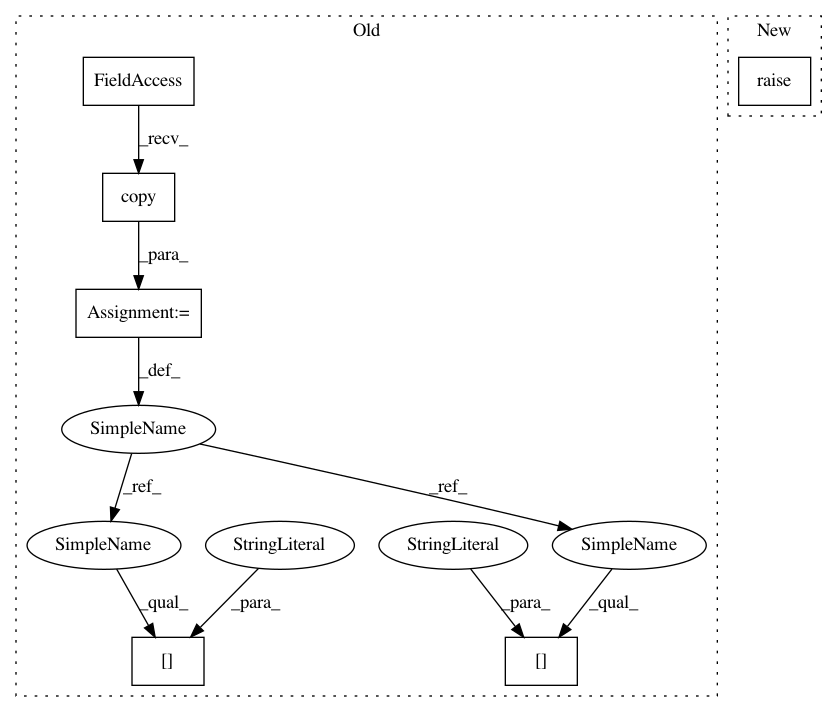 Old
New
FieldAccess
raise
_recv_
copy
_para_
Assignment:=
_def_
SimpleName
_ref_
_ref_
SimpleName
StringLiteral
StringLiteral
SimpleName
_qual_
_para_
_para_
_qual_
[]
[]